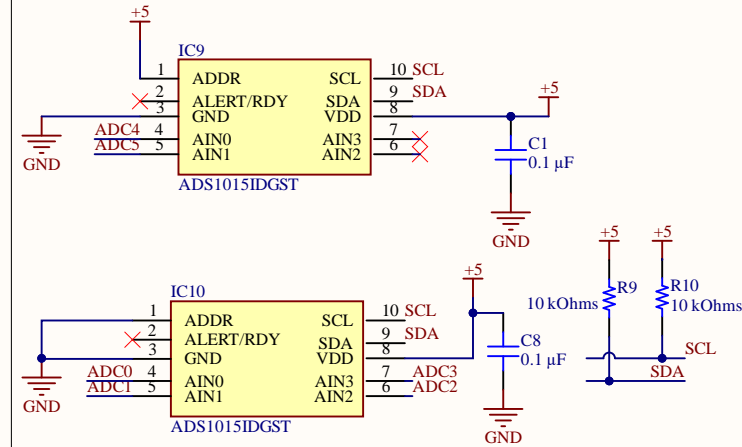 +5
IC9
1 ADDR SCL 10 SCL
2 ALERT/RDY SDA 9 SDA
3 GND VDD 8
+5
ADC4 4 AIN0 AIN3 7
ADC5 5 AIN1 AIN2 6
GND
ADS1015IDGST
C1
0.1 µF
GND
IC10
1 ADDR SCL 10 SCL
2 ALERT/RDY SDA 9 SDA
3 GND VDD 8
ADC0 4 AIN0 AIN3 7 ADC3
ADC1 5 AIN1 AIN2 6 ADC2
GND
ADS1015IDGST
+5
C8
0.1 µF
GND
+5 +5
R9 R10
10 kOhms 10 kOhms
SCL
SDA